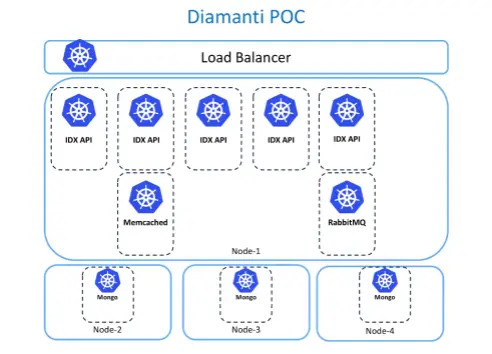 Diamanti POC
Load Balancer
IDX API IDX API IDX API IDX API IDX API
Memcached RabbitMQ
Node-1
Mongo Mongo Mongo
Node-2 Node-3 Node-4